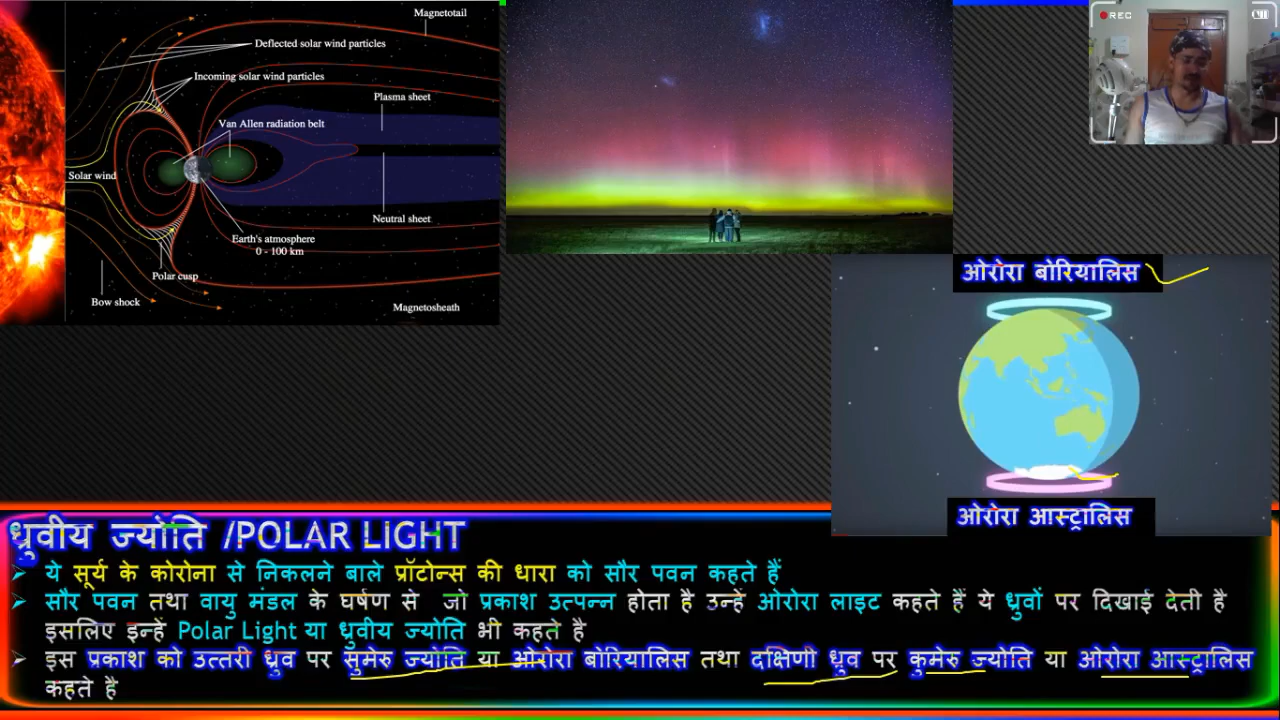 Magnetotail
Deflected solar wind particles
Incoming solar wind particles
Plasma sheet
Van Allen radiation belt
Solar wind
Neutral sheet
Earth's atmosphere
0 - 100 km
Polar cusp
Bow shock
Magnetosheath
REC
ओरोरा बोरियालिस
ओरोरा आस्ट्रालिस
ध्रुवीय ज्योति /POLAR LIGHT
ये सूर्य के कोरोना से निकलने बाले प्रॉटोन्स की धारा को सौर पवन कहते हैं
सौर पवन तथा वायु मंडल के घर्षण से जो प्रकाश उत्पन्न होता है उन्हें ओरोरा लाइट कहते हैं ये ध्रुवों पर दिखाई देती है
इसलिए इन्हें Polar Light या ध्रुवीय ज्योति भी कहते है
इस प्रकाश को उत्तरी ध्रुव पर सुमेरु ज्योति या ओरोरा बोरियालिस तथा दक्षिणी ध्रुव पर कुमेरु ज्योति या ओरोरा आस्ट्रालिस
कहते है